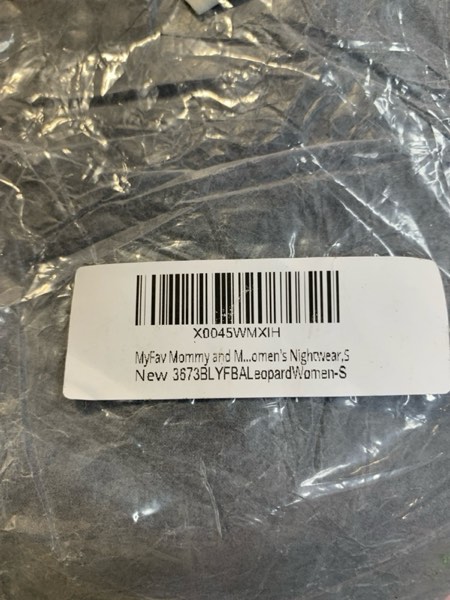 X0045WMXIH
MyFav Mommy and M...omen's Nightwear,S
New 3673BLYFBALeopardWomen-S